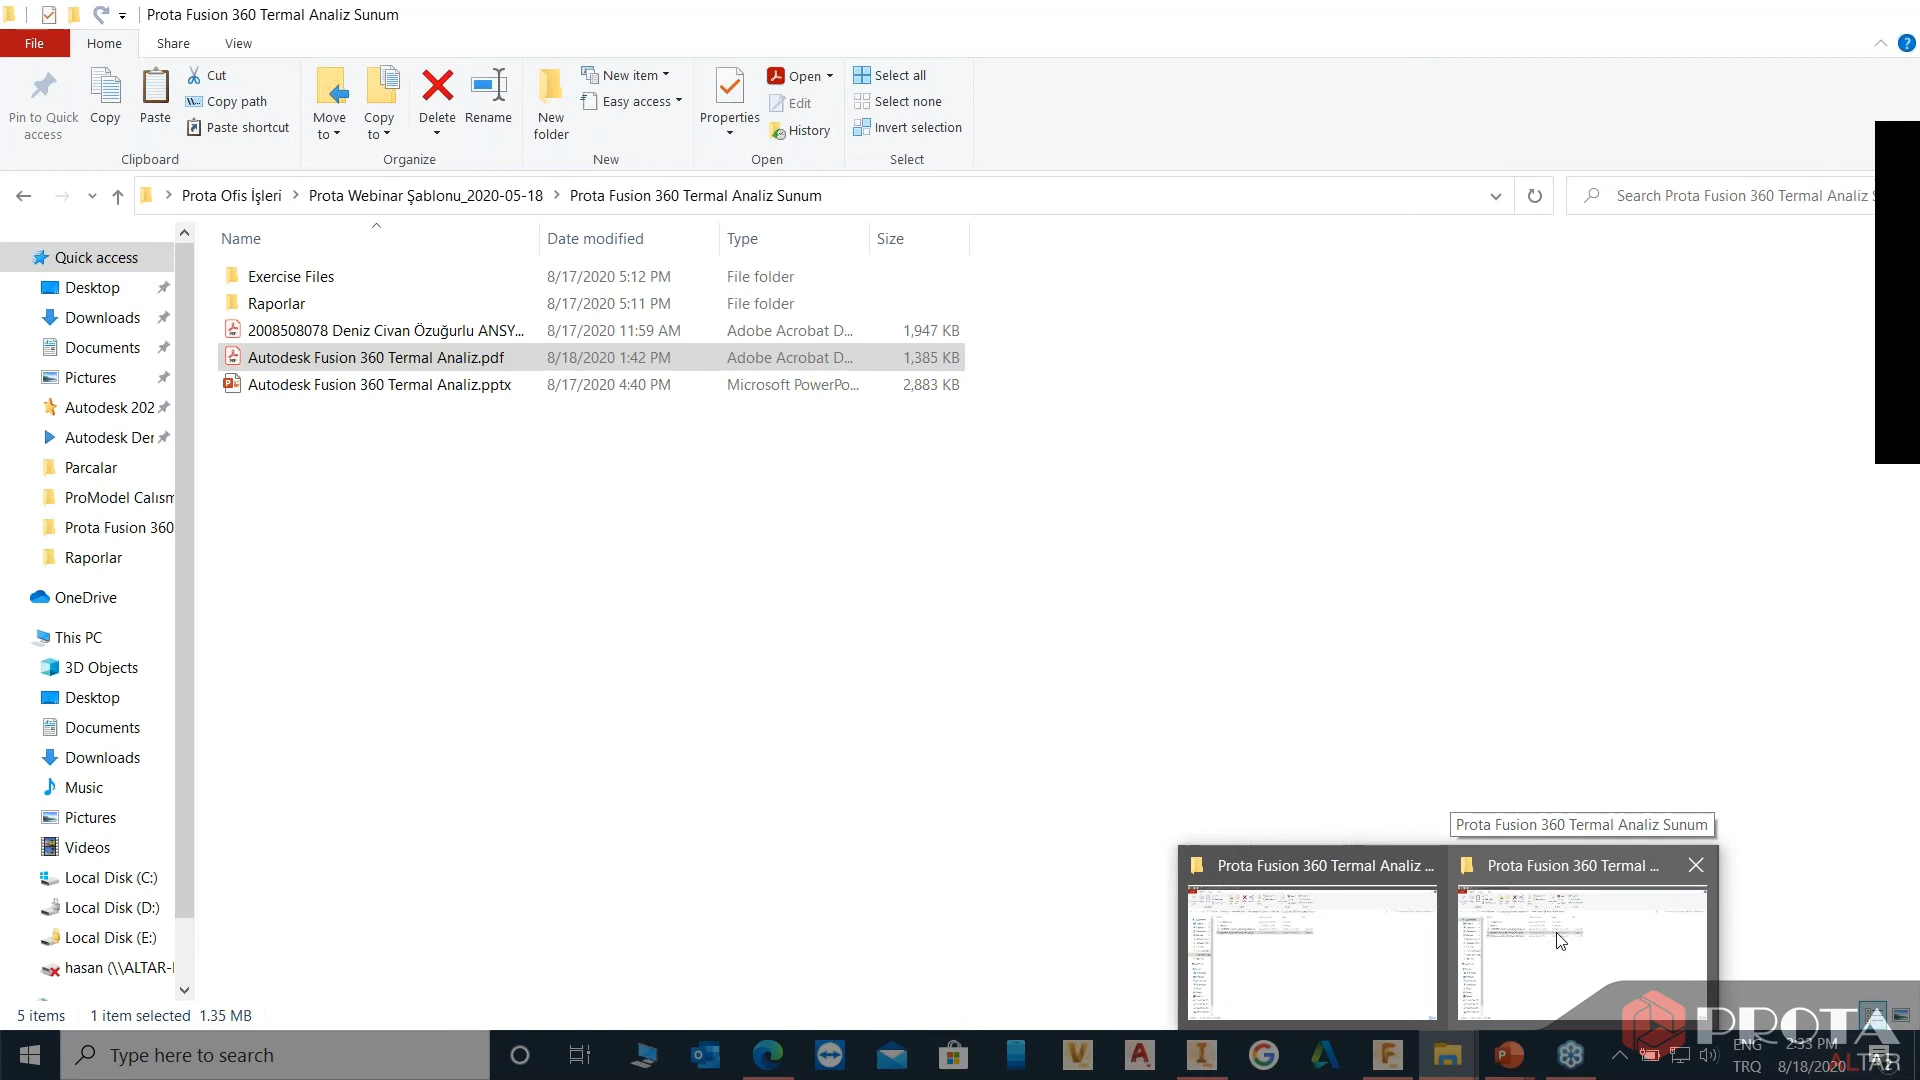 Prota Fusion 360 Termal Analiz Sunum
File Home Share View
Pin to Quick access
Copy
Paste
Cut
Copy path
Paste shortcut
Clipboard
Move to
Copy to
Delete
Rename
Organize
New folder
New item
Easy access
New
Properties
Open
Edit
History
Open
Select all
Select none
Invert selection
Select
Prota Ofis İşleri Prota Webinar Şablonu_2020-05-18 Prota Fusion 360 Termal Analiz Sunum
Search Prota Fusion 360 Termal Analiz S
Name Date modified Type Size
Exercise Files 8/17/2020 5:12 PM File folder
Raporlar 8/17/2020 5:11 PM File folder
2008508078 Deniz Civan Özuğurlu ANSY... 8/17/2020 11:59 AM Adobe Acrobat D... 1,947 KB
Autodesk Fusion 360 Termal Analiz.pdf 8/18/2020 1:42 PM Adobe Acrobat D... 1,385 KB
Autodesk Fusion 360 Termal Analiz.pptx 8/17/2020 4:40 PM Microsoft PowerPo... 2,883 KB
Quick access
Desktop
Downloads
Documents
Pictures
Autodesk 202
Autodesk Der
Parcalar
ProModel Calısm
Prota Fusion 360
Raporlar
OneDrive
This PC
3D Objects
Desktop
Documents
Downloads
Music
Pictures
Videos
Local Disk (C:)
Local Disk (D:)
Local Disk (E:)
hasan (\\ALTAR-
Prota Fusion 360 Termal Analiz Sunum
Prota Fusion 360 Termal Analiz ...
Prota Fusion 360 Termal ...
5 items 1 item selected 1.35 MB
Type here to search
PROTA
ALTAR
ENG 2:33 PM
TRQ 8/18/2020